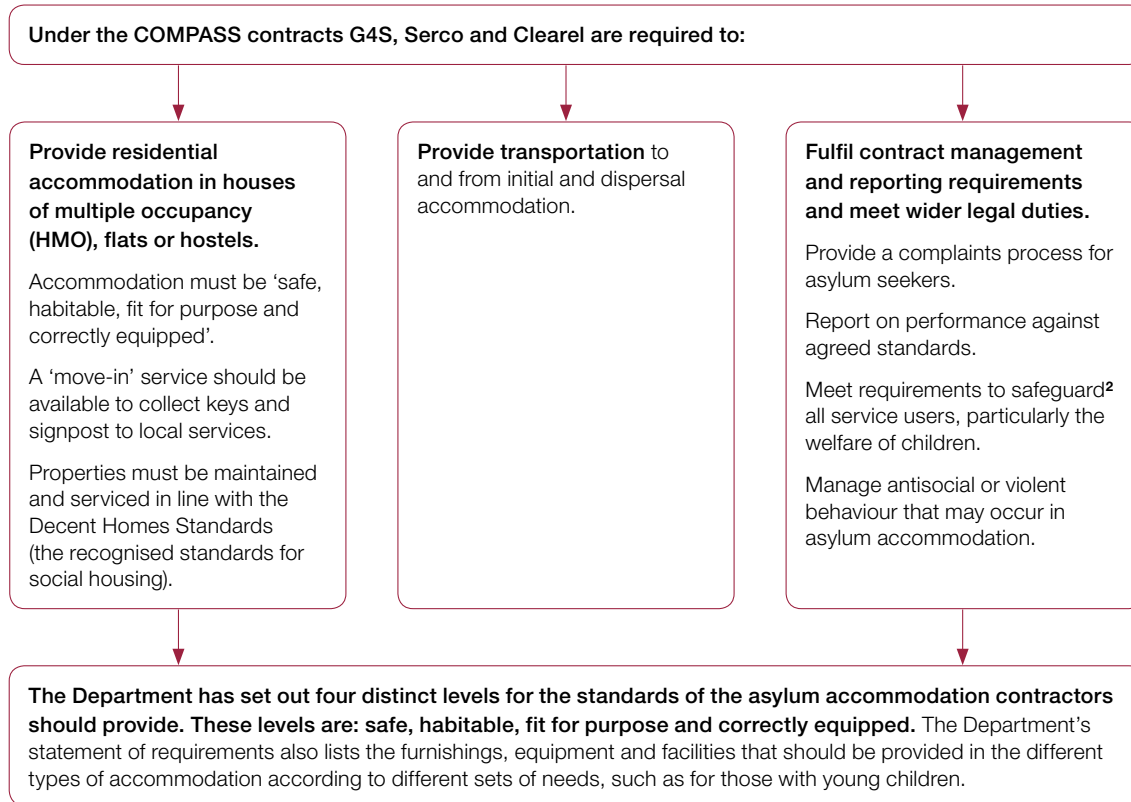 Under the COMPASS contracts G4S, Serco and Clearel are required to:
Provide residential
accommodation in houses
of multiple occupancy
(HMO), flats or hostels.
Accommodation must be ‘safe,
habitable, fit for purpose and
correctly equipped’.
A ‘move-in’ service should be
available to collect keys and
signpost to local services.
Properties must be maintained
and serviced in line with the
Decent Homes Standards
(the recognised standards for
social housing).
Provide transportation to
and from initial and dispersal
accommodation.
Fulfil contract management
and reporting requirements
and meet wider legal duties.
Provide a complaints process for
asylum seekers.
Report on performance against
agreed standards.
Meet requirements to safeguard²
all service users, particularly the
welfare of children.
Manage antisocial or violent
behaviour that may occur in
asylum accommodation.
The Department has set out four distinct levels for the standards of the asylum accommodation contractors
should provide. These levels are: safe, habitable, fit for purpose and correctly equipped. The Department’s
statement of requirements also lists the furnishings, equipment and facilities that should be provided in the different
types of accommodation according to different sets of needs, such as for those with young children.